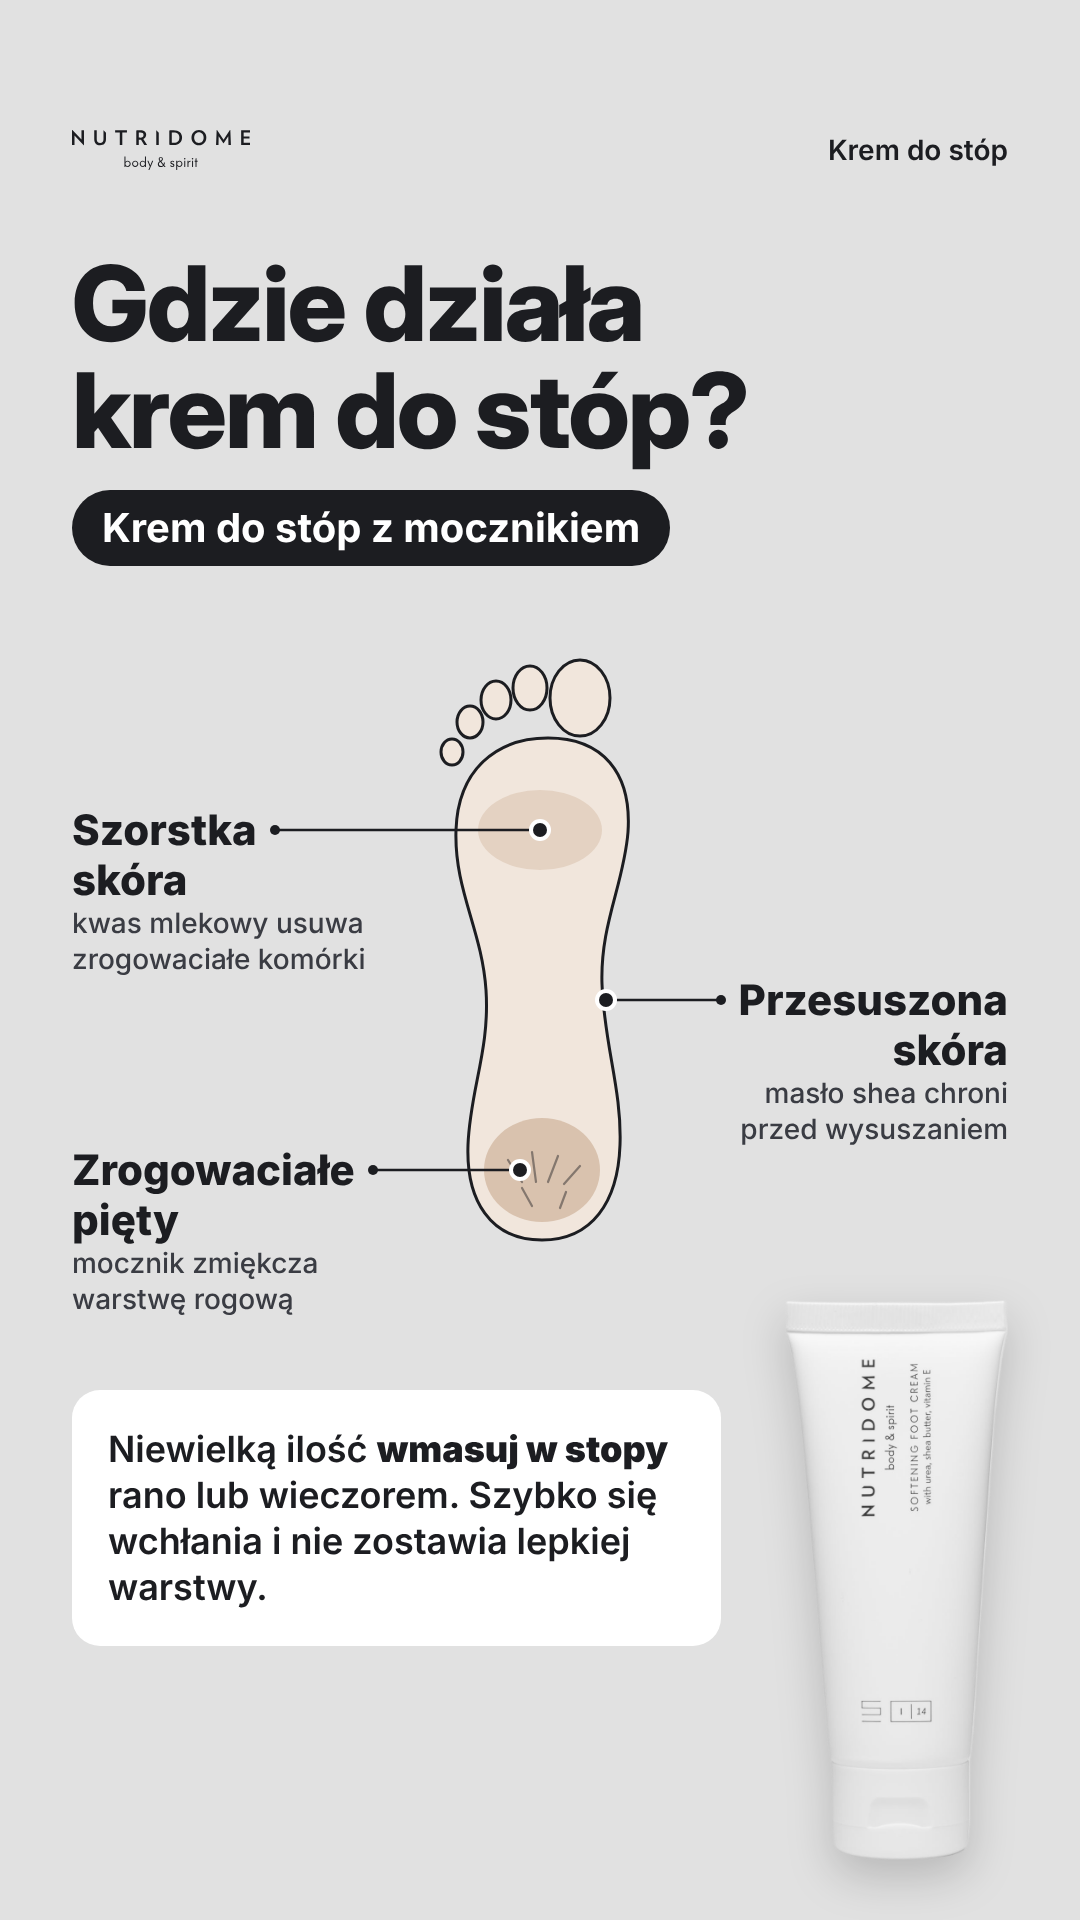 NUTRIDOME
body & spirit
Krem do stóp
Gdzie działa
krem do stóp?
Krem do stóp z mocznikiem
Szorstka
skóra
kwas mlekowy usuwa
zrogowaciałe komórki
Przesuszona
skóra
masło shea chroni
przed wysuszaniem
Zrogowaciałe
pięty
mocznik zmiękcza
warstwę rogową
Niewielką ilość wmasuj w stopy
rano lub wieczorem. Szybko się
wchłania i nie zostawia lepkiej
warstwy.
NUTRIDOME
body & spirit
SOFTENING FOOT CREAM
with urea, shea butter, vitamin E
I 14